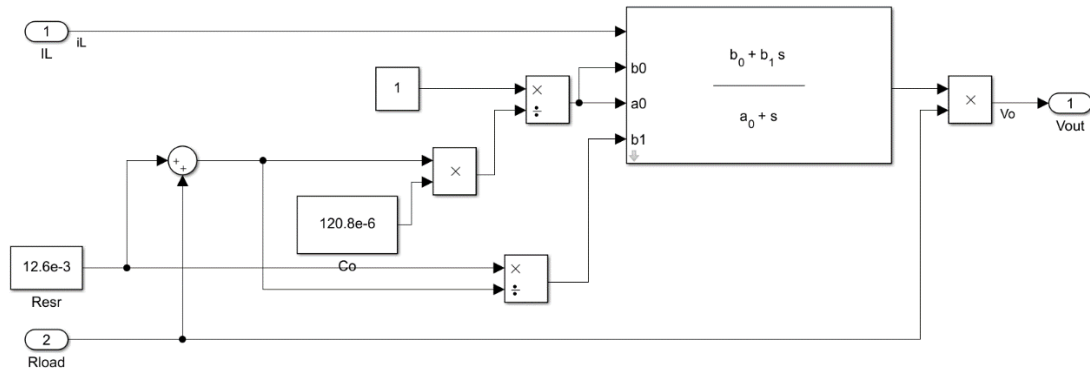 1
IL
iL
b0
a0
b1
b₀ + b₁ s
a₀ + s
1
×
÷
×
Vo
1
Vout
+
+
×
120.8e-6
Co
12.6e-3
Resr
×
÷
2
Rload